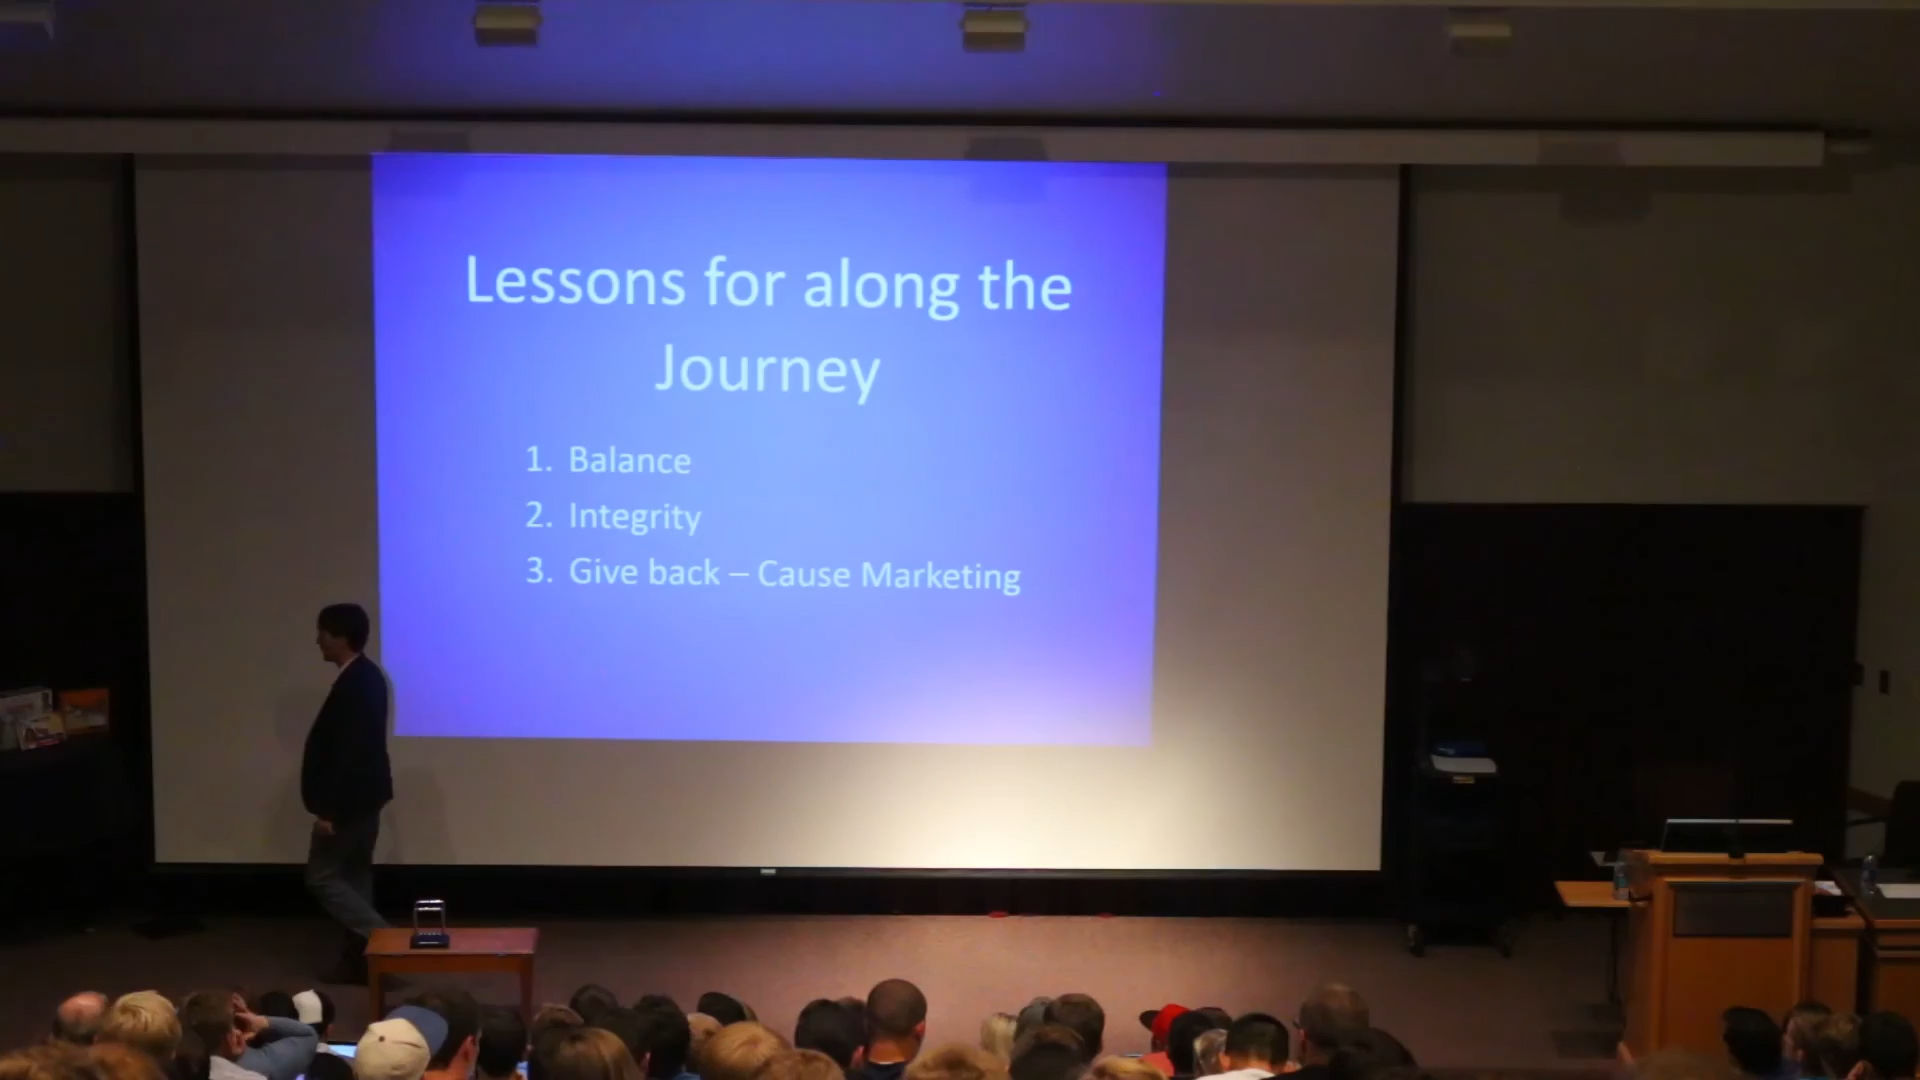 Lessons for along the
Journey
1. Balance
2. Integrity
3. Give back – Cause Marketing